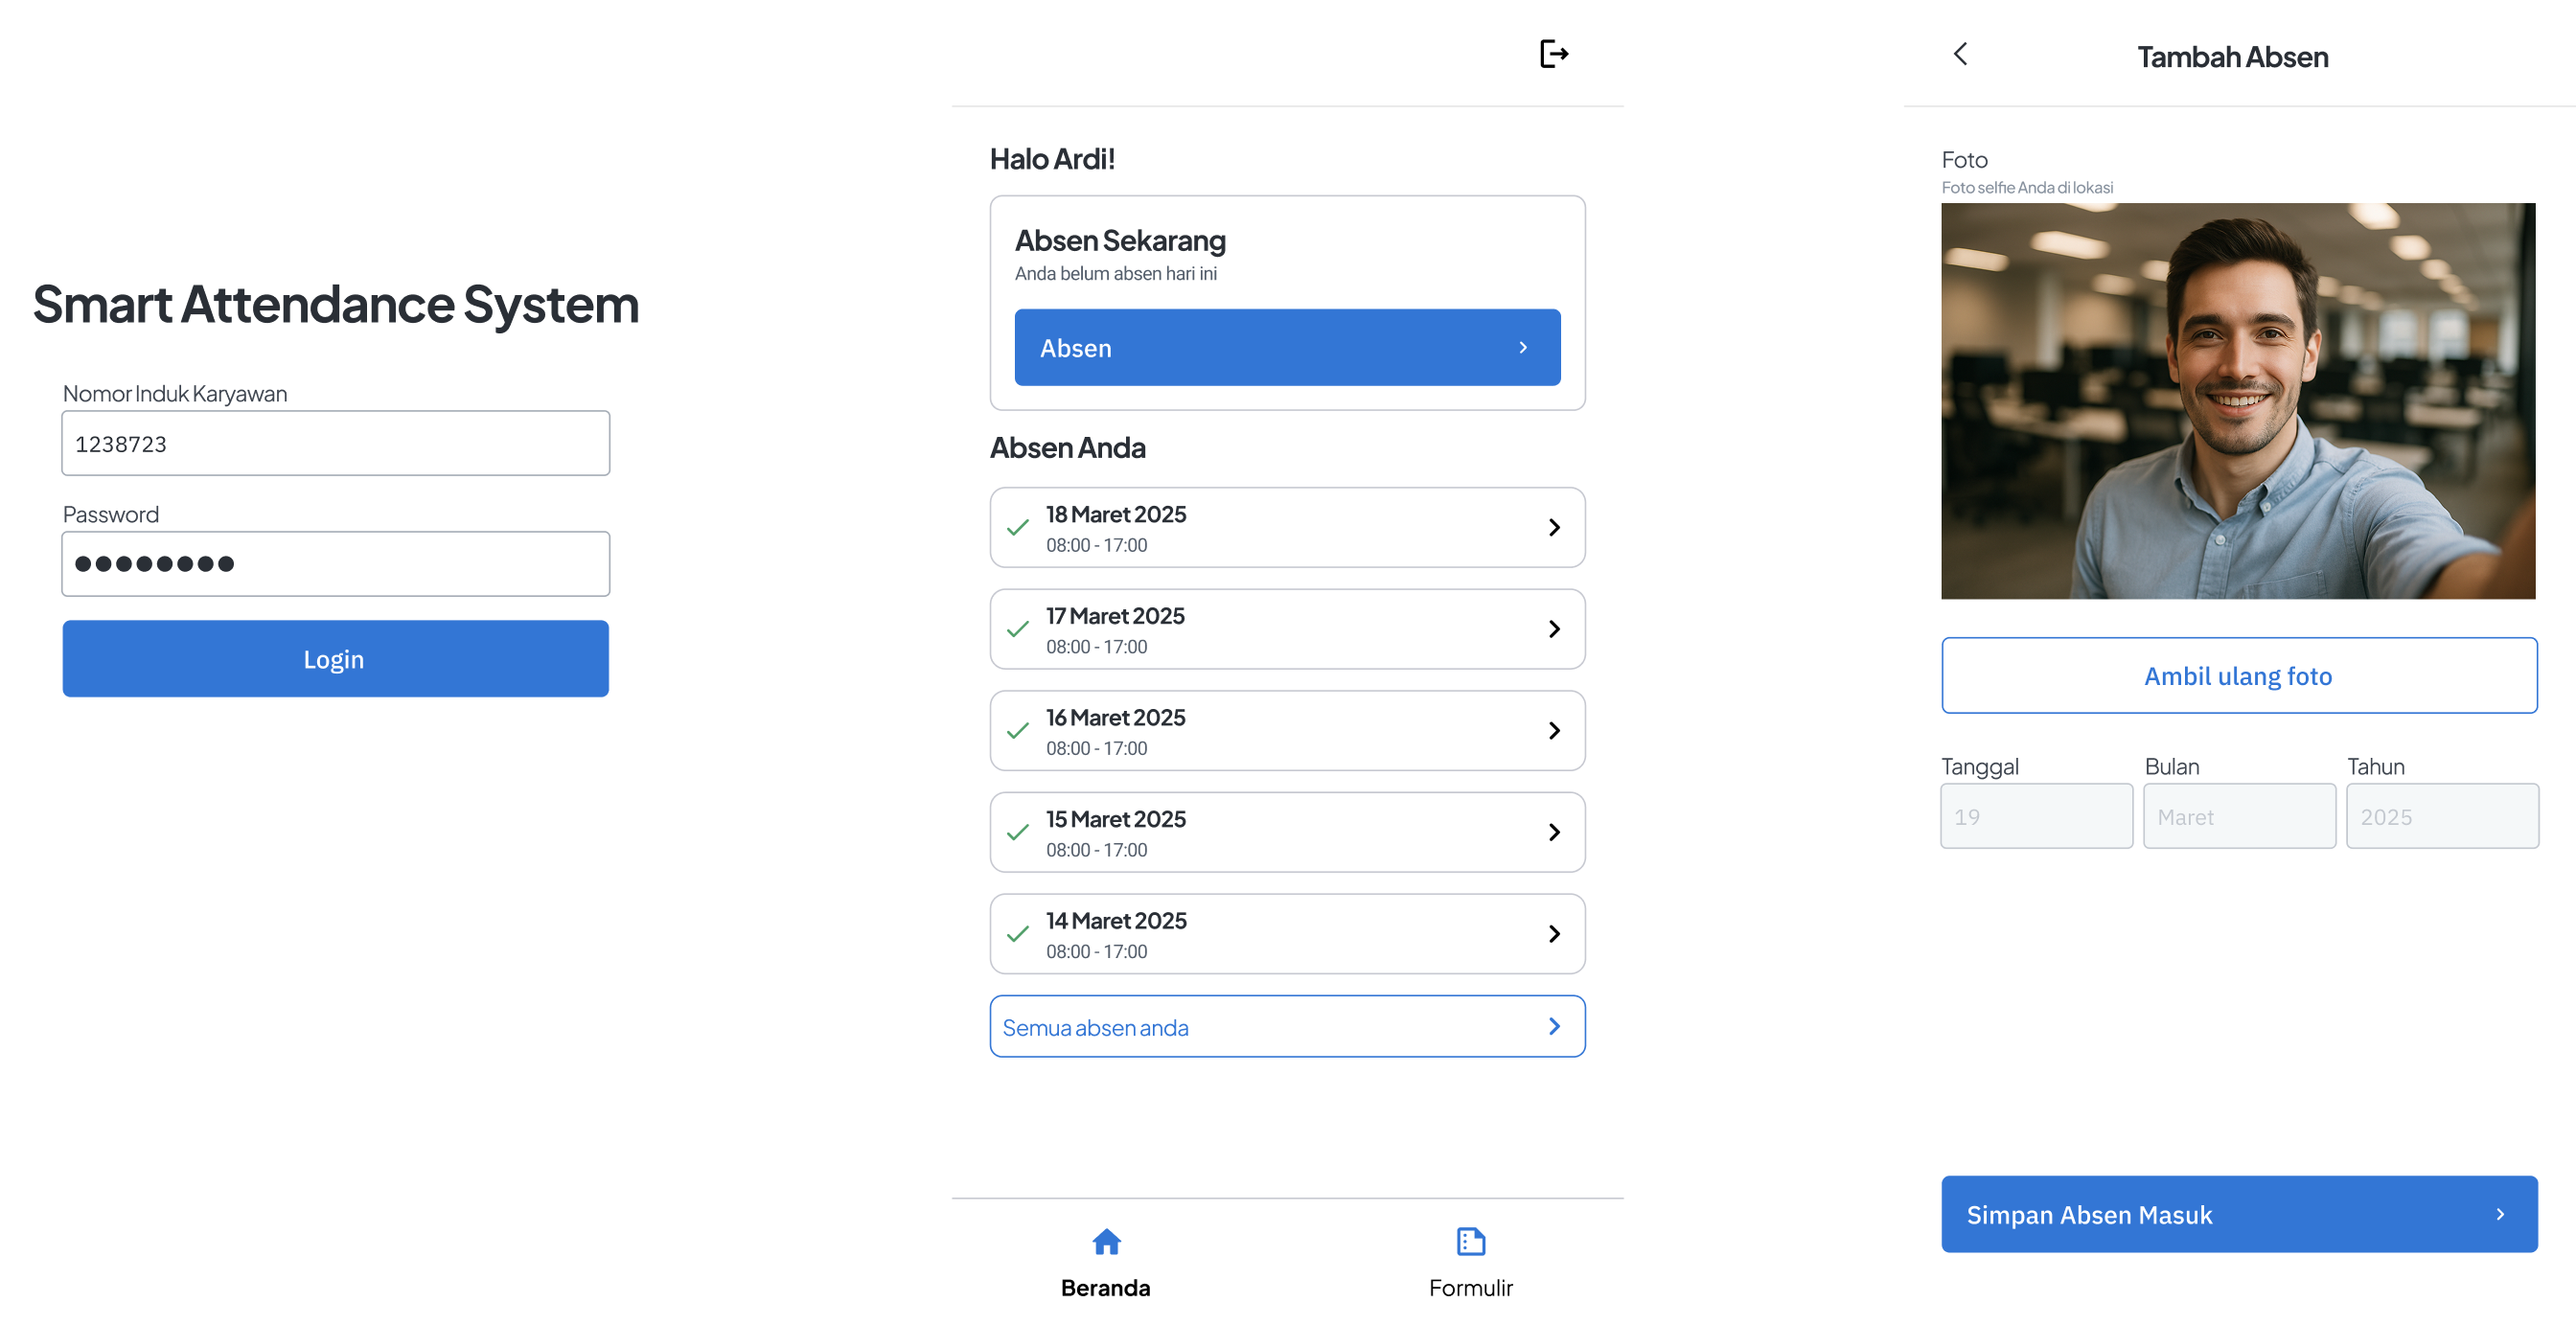 Smart Attendance System
Nomor Induk Karyawan
1238723
Password
Login
Halo Ardi!
Absen Sekarang
Anda belum absen hari ini
Absen
Absen Anda
18 Maret 2025
08:00 - 17:00
17 Maret 2025
08:00 - 17:00
16 Maret 2025
08:00 - 17:00
15 Maret 2025
08:00 - 17:00
14 Maret 2025
08:00 - 17:00
Semua absen anda
Beranda
Formulir
Tambah Absen
Foto
Foto selfie Anda di lokasi
Ambil ulang foto
Tanggal Bulan Tahun
19 Maret 2025
Simpan Absen Masuk